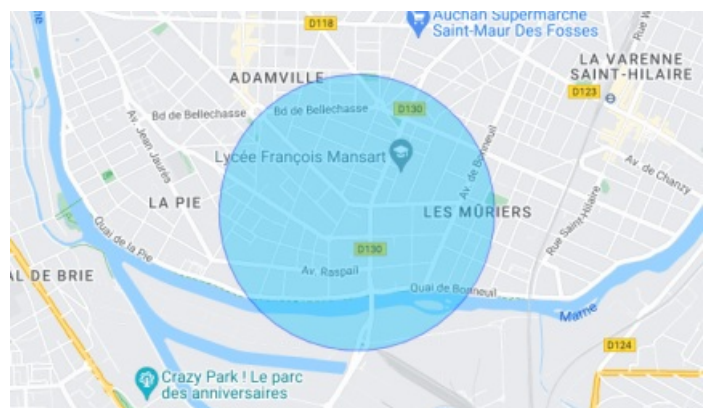 Auchan Supermarché
Saint-Maur Des Fosses
D118
LA VARENNE
SAINT-HILAIRE
ADAMVILLE
D123
Bd de Bellechasse
Bd de Bellechasse
D130
Av. Jean Jaurès
Lycée François Mansart
Av. de Bonneuil
Av. de Chanzy
LA PIE
LES MÛRIERS
Rue Saint-Hilaire
Quai de la Pie
D130
Av. Raspail
Quai de Bonneuil
Marne
D124
Crazy Park ! Le parc
des anniversaires